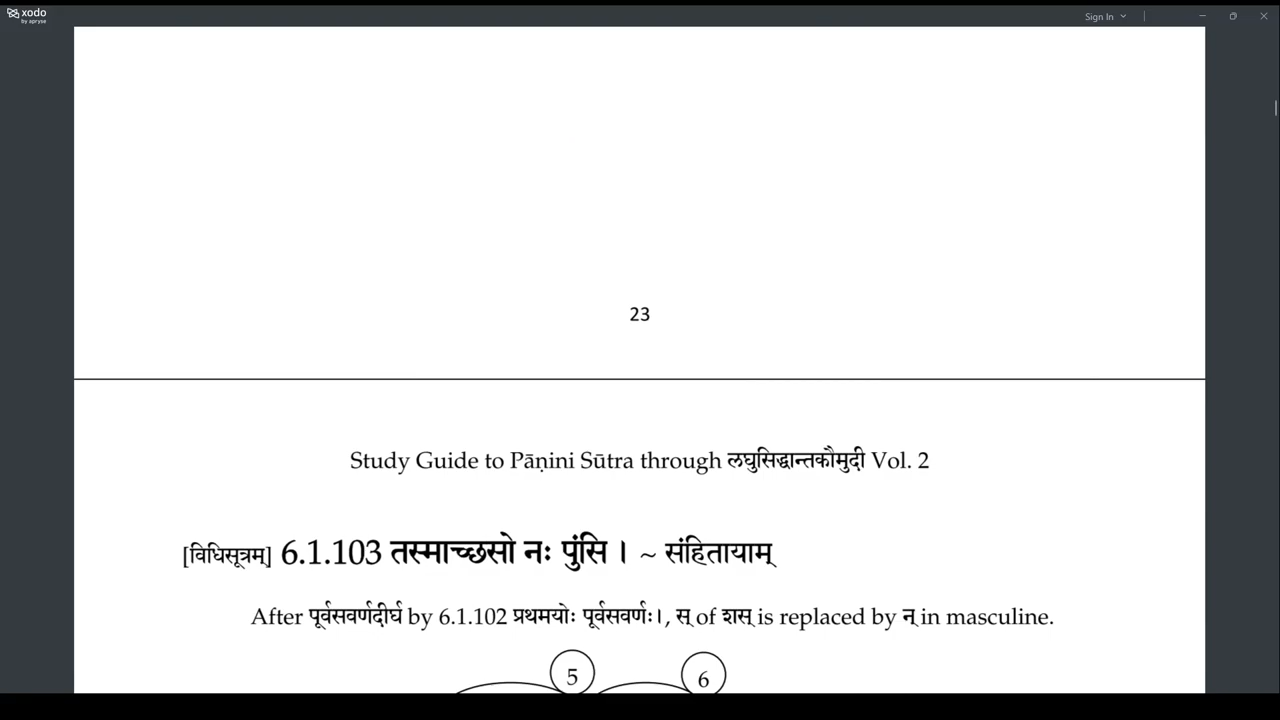 xodo
by apryse
Sign In
23
Study Guide to Pāṇini Sūtra through लघुसिद्धान्तकौमुदी Vol. 2
[विधिसूत्रम्] 6.1.103 तस्माच्छसो नः पुंसि । ~ संहितायाम्
After पूर्वसवर्णदीर्घ by 6.1.102 प्रथमयोः पूर्वसवर्णः।, स् of शस् is replaced by न् in masculine.
5 6